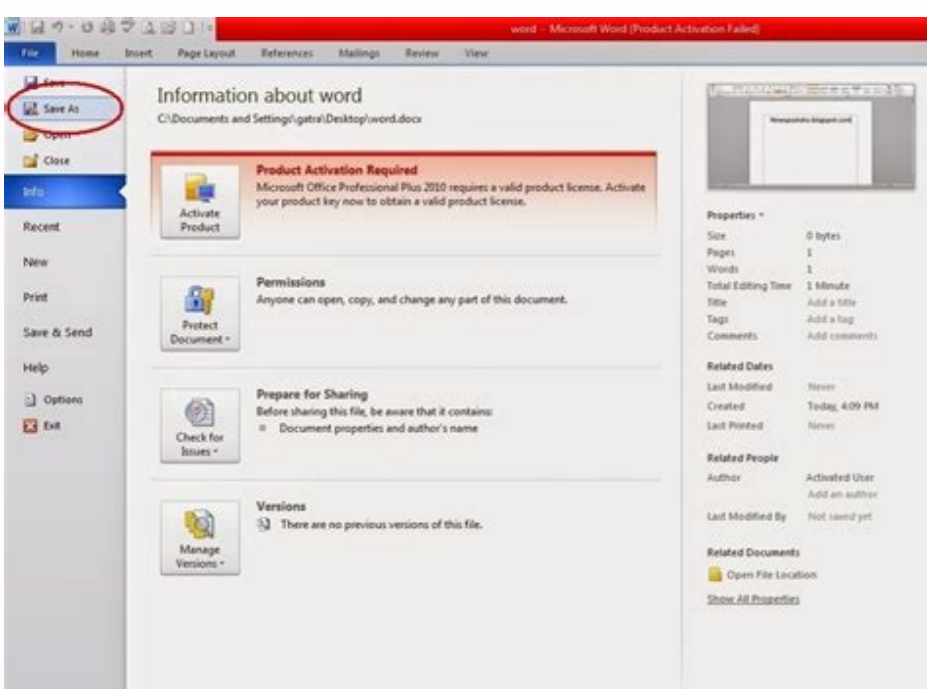 word - Microsoft Word (Product Activation Failed)
File Home Insert Page Layout References Mailings Review View
Save
Save As
Open
Close
Info
Recent
New
Print
Save & Send
Help
Options
Exit
Information about word
C:\Documents and Settings\gatra\Desktop\word.docx
Activate
Product
Product Activation Required
Microsoft Office Professional Plus 2010 requires a valid product license. Activate
your product key now to obtain a valid product license.
Protect
Document
Permissions
Anyone can open, copy, and change any part of this document.
Check for
Issues
Prepare for Sharing
Before sharing this file, be aware that it contains:
Document properties and author's name
Manage
Versions
Versions
There are no previous versions of this file.
Properties
Size 0 bytes
Pages 1
Words 1
Total Editing Time 1 Minute
Title Add a title
Tags Add a tag
Comments Add comments
Related Dates
Last Modified Never
Created Today, 4:09 PM
Last Printed Never
Related People
Author Activated User
Add an author
Last Modified By Not saved yet
Related Documents
Open File Location
Show All Properties